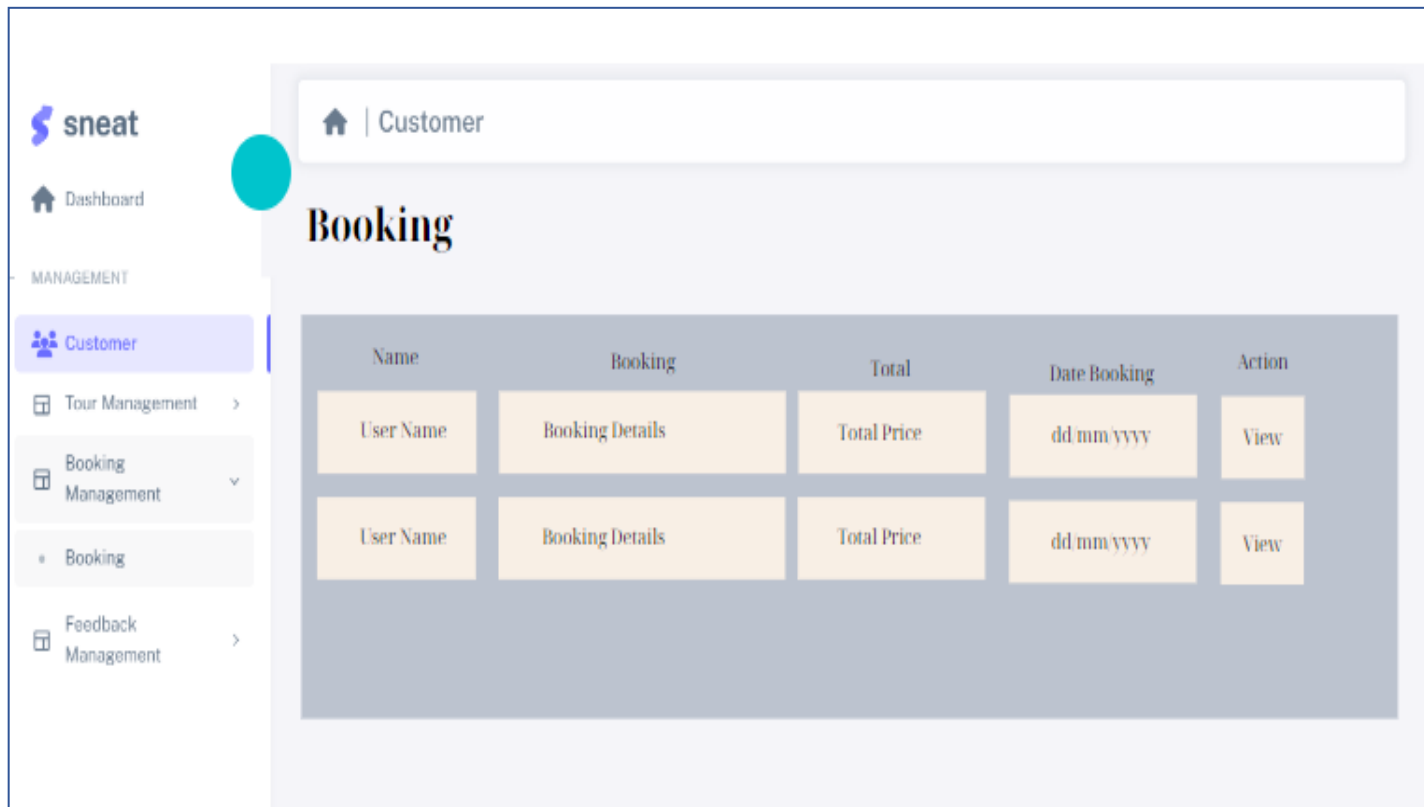 sneat
Dashboard
MANAGEMENT
Customer
Tour Management
Booking
Management
Booking
Feedback
Management
| Customer
Booking
Name Booking Total Date Booking Action
User Name Booking Details Total Price dd/mm/yyyy View
User Name Booking Details Total Price dd/mm/yyyy View